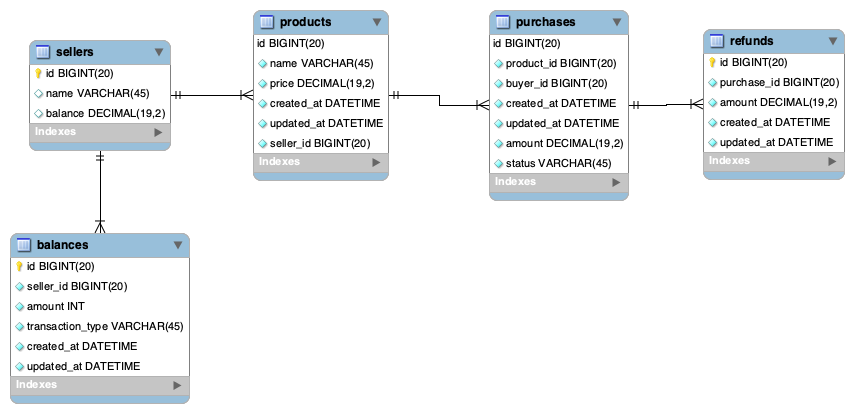 sellers
id BIGINT(20)
name VARCHAR(45)
balance DECIMAL(19,2)
Indexes
products
id BIGINT(20)
name VARCHAR(45)
price DECIMAL(19,2)
created_at DATETIME
updated_at DATETIME
seller_id BIGINT(20)
Indexes
purchases
id BIGINT(20)
product_id BIGINT(20)
buyer_id BIGINT(20)
created_at DATETIME
updated_at DATETIME
amount DECIMAL(19,2)
status VARCHAR(45)
Indexes
refunds
id BIGINT(20)
purchase_id BIGINT(20)
amount DECIMAL(19,2)
created_at DATETIME
updated_at DATETIME
Indexes
balances
id BIGINT(20)
seller_id BIGINT(20)
amount INT
transaction_type VARCHAR(45)
created_at DATETIME
updated_at DATETIME
Indexes